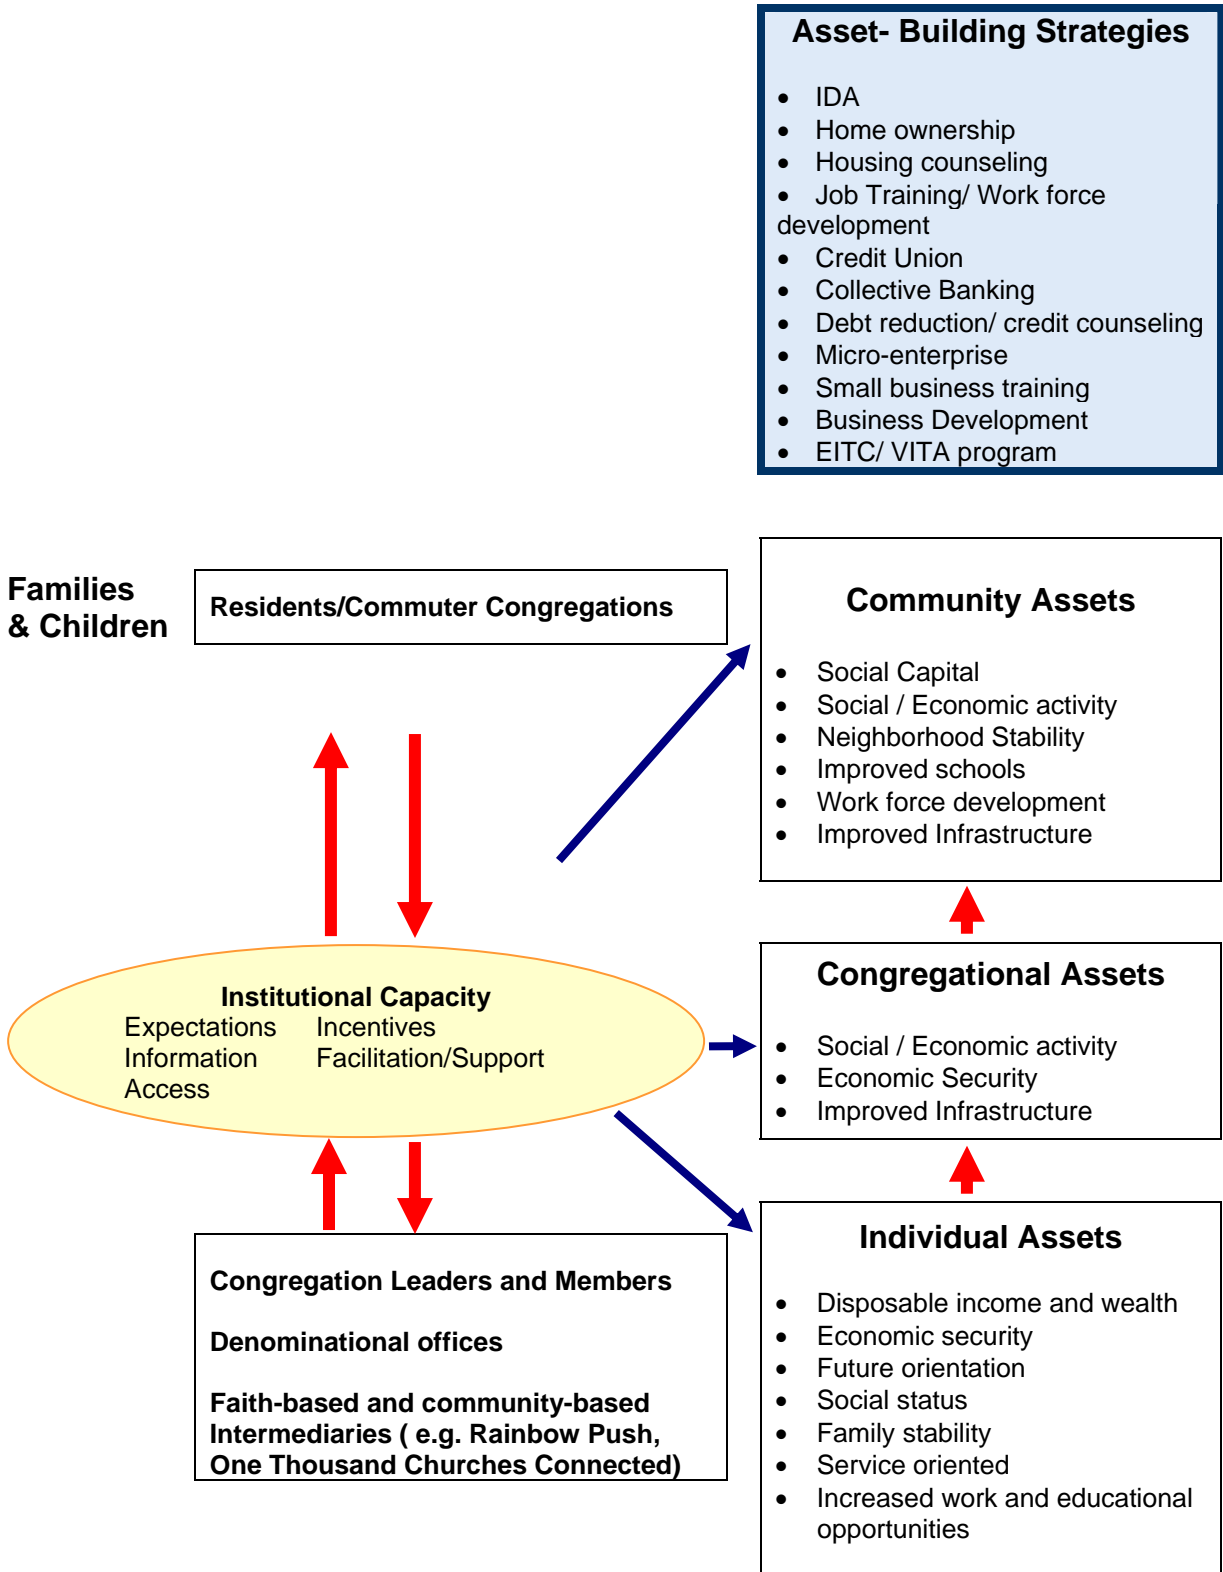 Asset- Building Strategies
• IDA
• Home ownership
• Housing counseling
• Job Training/ Work force
development
• Credit Union
• Collective Banking
• Debt reduction/ credit counseling
• Micro-enterprise
• Small business training
• Business Development
• EITC/ VITA program
Families
& Children
Residents/Commuter Congregations
Community Assets
• Social Capital
• Social / Economic activity
• Neighborhood Stability
• Improved schools
• Work force development
• Improved Infrastructure
Institutional Capacity
Expectations Incentives
Information Facilitation/Support
Access
Congregational Assets
• Social / Economic activity
• Economic Security
• Improved Infrastructure
Congregation Leaders and Members
Denominational offices
Faith-based and community-based
Intermediaries ( e.g. Rainbow Push,
One Thousand Churches Connected)
Individual Assets
• Disposable income and wealth
• Economic security
• Future orientation
• Social status
• Family stability
• Service oriented
• Increased work and educational
opportunities